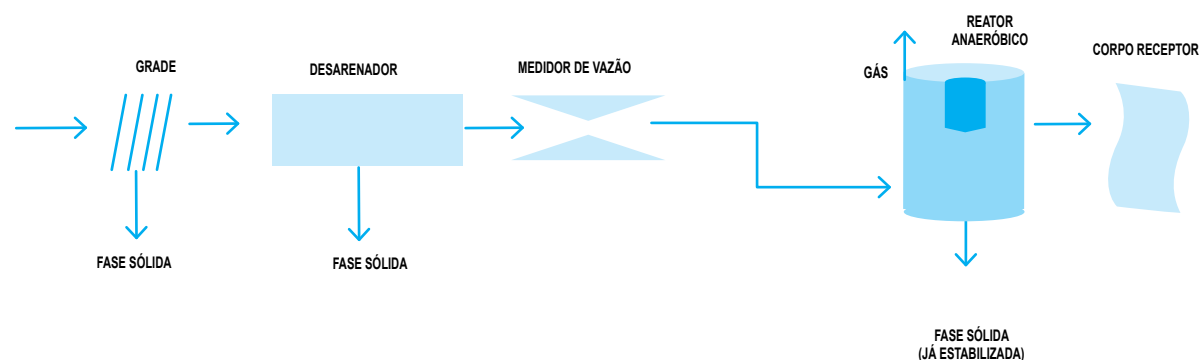 GRADE
FASE SÓLIDA
DESARENADOR
FASE SÓLIDA
MEDIDOR DE VAZÃO
GÁS
REATOR
ANAERÓBICO
FASE SÓLIDA
(JÁ ESTABILIZADA)
CORPO RECEPTOR